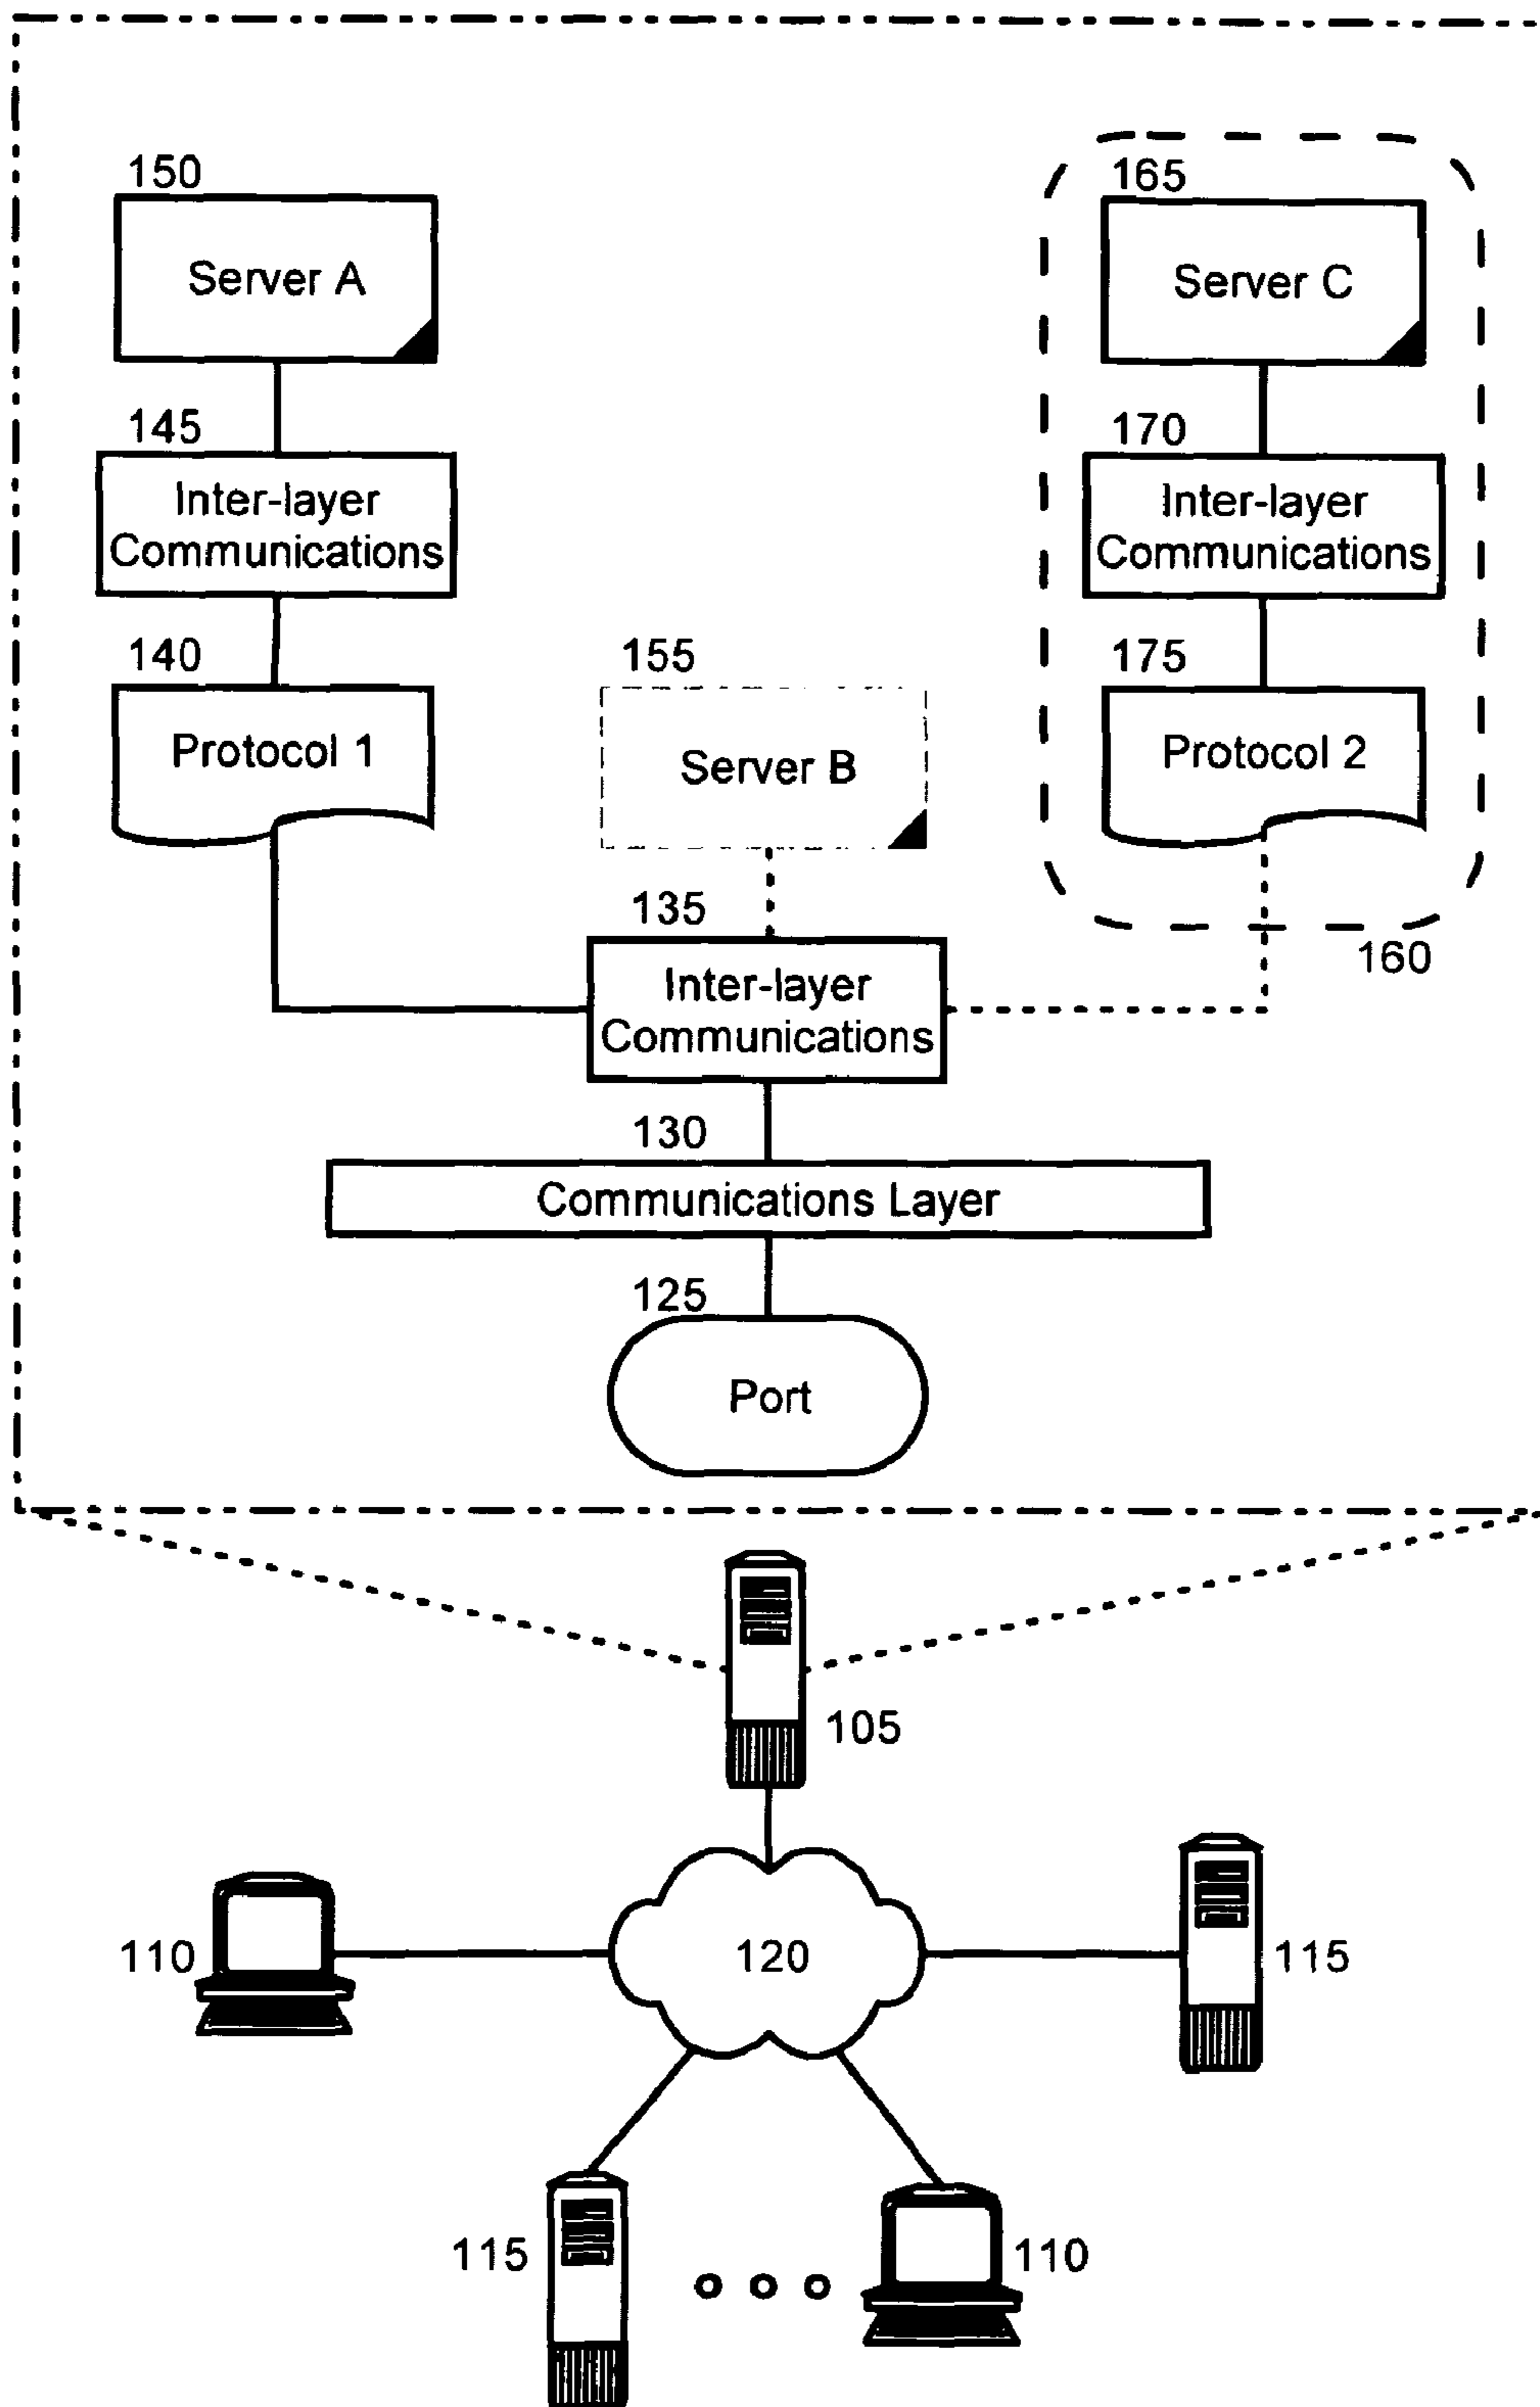 150
Server A
165
Server C
145
Inter-layer
Communications
170
Inter-layer
Communications
140
Protocol 1
155
Server B
175
Protocol 2
135
Inter-layer
Communications
160
130
Communications Layer
125
Port
105
110
120
115
115
110